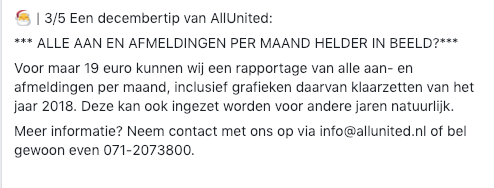 🎅 | 3/5 Een decembertip van AllUnited:
*** ALLE AAN EN AFMELDINGEN PER MAAND HELDER IN BEELD?***
Voor maar 19 euro kunnen wij een rapportage van alle aan- en
afmeldingen per maand, inclusief grafieken daarvan klaarzetten van het
jaar 2018. Deze kan ook ingezet worden voor andere jaren natuurlijk.
Meer informatie? Neem contact met ons op via info@allunited.nl of bel
gewoon even 071-2073800.